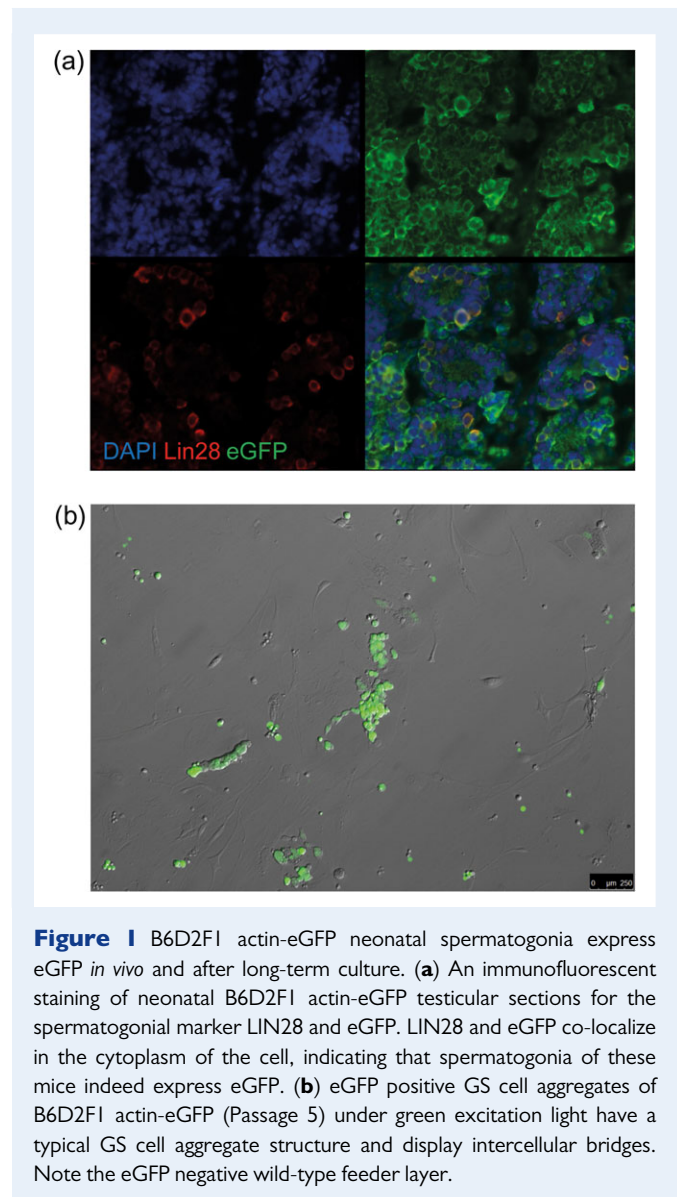 (a)
DAPI Lin28 eGFP
(b)
0 µm 250
Figure 1 B6D2F1 actin-eGFP neonatal spermatogonia express
eGFP in vivo and after long-term culture. (a) An immunofluorescent
staining of neonatal B6D2F1 actin-eGFP testicular sections for the
spermatogonial marker LIN28 and eGFP. LIN28 and eGFP co-localize
in the cytoplasm of the cell, indicating that spermatogonia of these
mice indeed express eGFP. (b) eGFP positive GS cell aggregates of
B6D2F1 actin-eGFP (Passage 5) under green excitation light have a
typical GS cell aggregate structure and display intercellular bridges.
Note the eGFP negative wild-type feeder layer.